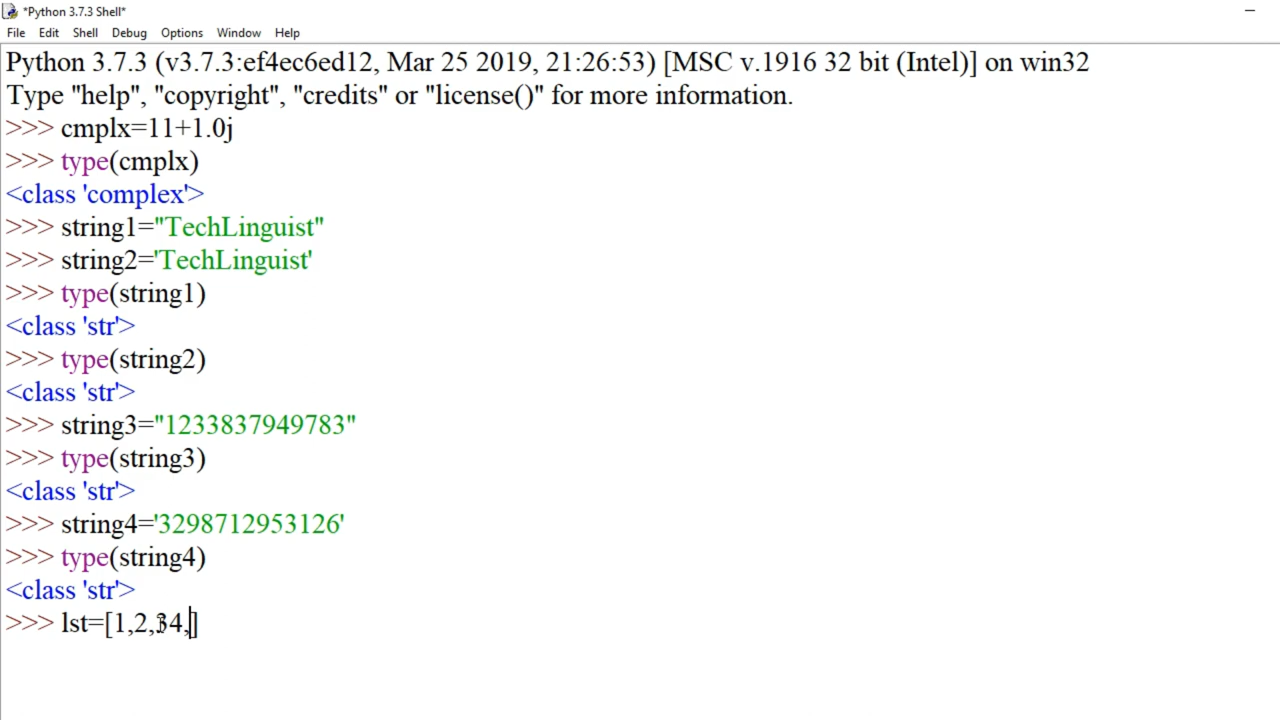 *Python 3.7.3 Shell*
File Edit Shell Debug Options Window Help
Python 3.7.3 (v3.7.3:ef4ec6ed12, Mar 25 2019, 21:26:53) [MSC v.1916 32 bit (Intel)] on win32
Type "help", "copyright", "credits" or "license()" for more information.
>>> cmplx=11+1.0j
>>> type(cmplx)
<class 'complex'>
>>> string1="TechLinguist"
>>> string2='TechLinguist'
>>> type(string1)
<class 'str'>
>>> type(string2)
<class 'str'>
>>> string3="1233837949783"
>>> type(string3)
<class 'str'>
>>> string4='3298712953126'
>>> type(string4)
<class 'str'>
>>> lst=[1,2,34,]